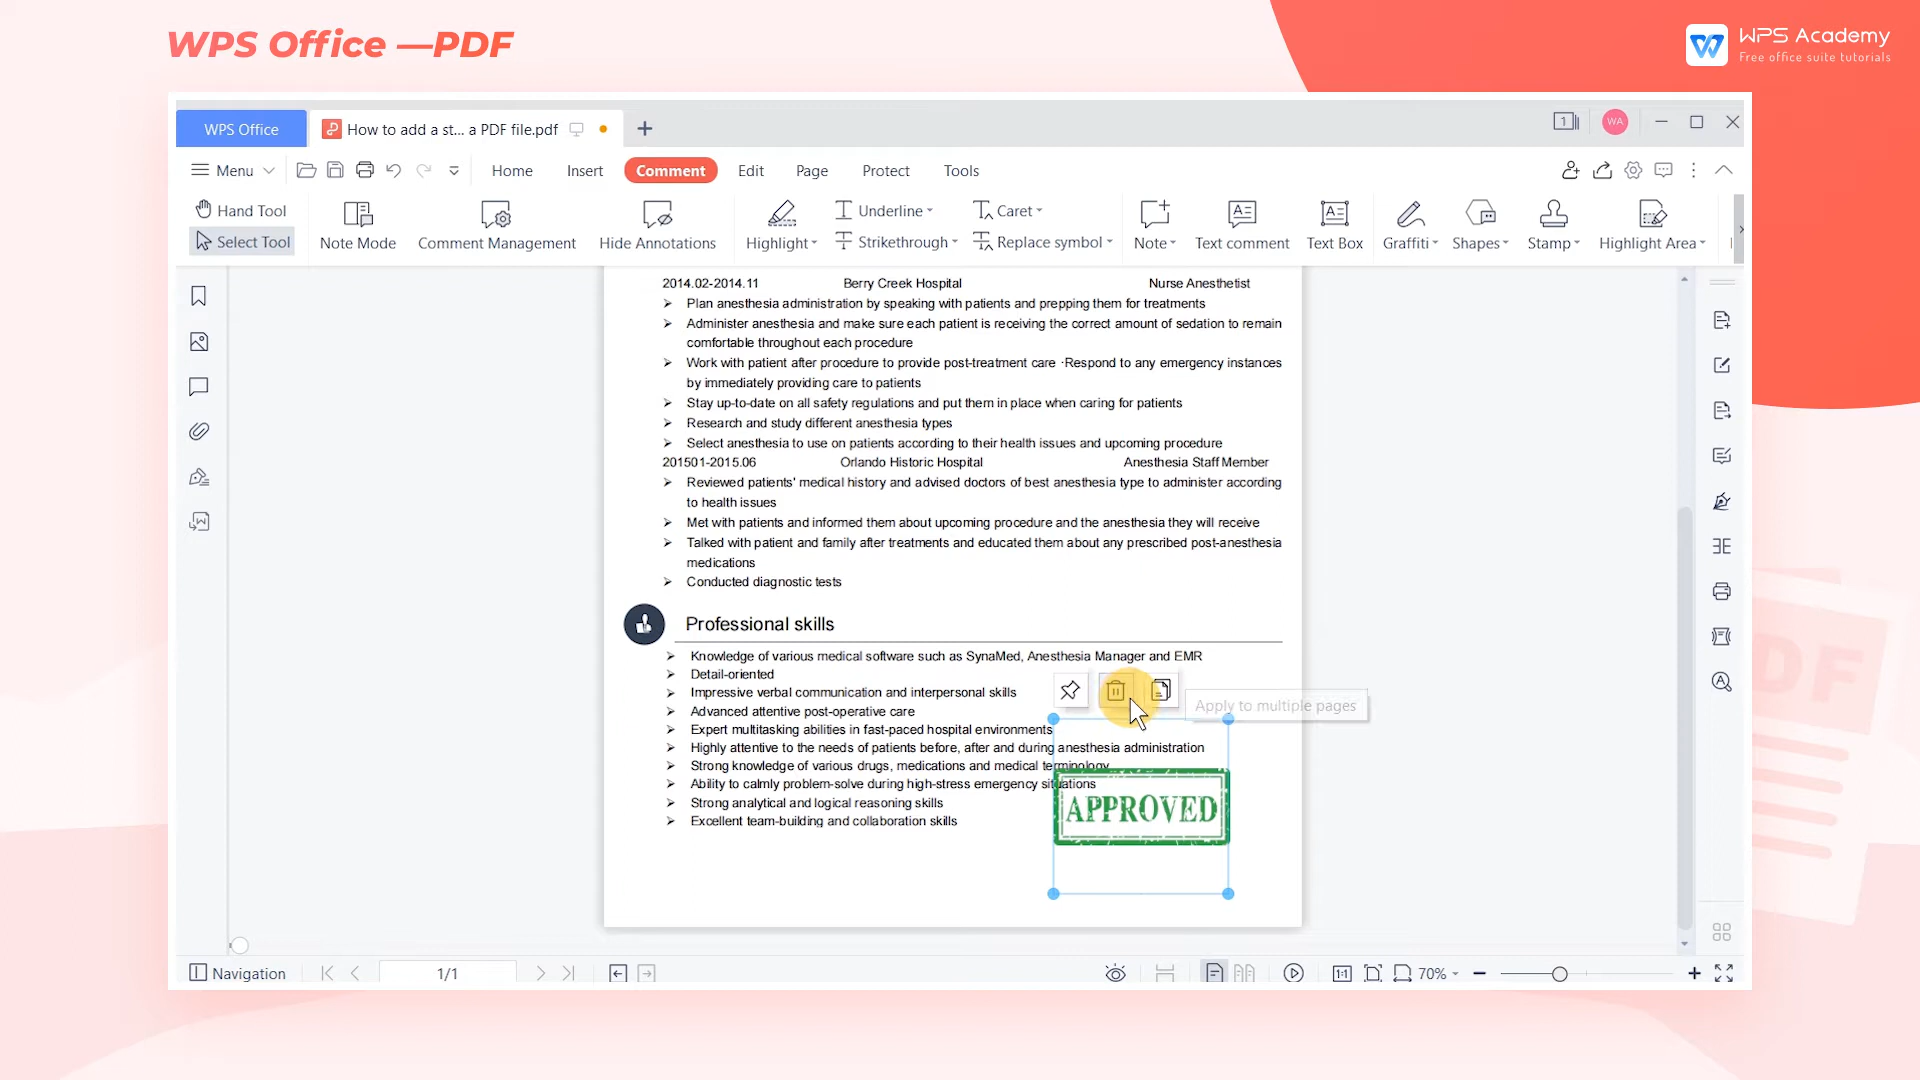 WPS Office —PDF
WPS Academy
Free office suite tutorials
WPS Office
How to add a st... a PDF file.pdf
1
WA
Menu
Home
Insert
Comment
Edit
Page
Protect
Tools
Hand Tool
Select Tool
Note Mode
Comment Management
Hide Annotations
Highlight
Underline
Strikethrough
Caret
Replace symbol
Note
Text comment
Text Box
Graffiti
Shapes
Stamp
Highlight Area
2014.02-2014.11 Berry Creek Hospital Nurse Anesthetist
➢ Plan anesthesia administration by speaking with patients and prepping them for treatments
➢ Administer anesthesia and make sure each patient is receiving the correct amount of sedation to remain
comfortable throughout each procedure
➢ Work with patient after procedure to provide post-treatment care ·Respond to any emergency instances
by immediately providing care to patients
➢ Stay up-to-date on all safety regulations and put them in place when caring for patients
➢ Research and study different anesthesia types
➢ Select anesthesia to use on patients according to their health issues and upcoming procedure
201501-2015.06 Orlando Historic Hospital Anesthesia Staff Member
➢ Reviewed patients' medical history and advised doctors of best anesthesia type to administer according
to health issues
➢ Met with patients and informed them about upcoming procedure and the anesthesia they will receive
➢ Talked with patient and family after treatments and educated them about any prescribed post-anesthesia
medications
➢ Conducted diagnostic tests
Professional skills
➢ Knowledge of various medical software such as SynaMed, Anesthesia Manager and EMR
➢ Detail-oriented
➢ Impressive verbal communication and interpersonal skills
➢ Advanced attentive post-operative care
➢ Expert multitasking abilities in fast-paced hospital environments
➢ Highly attentive to the needs of patients before, after and during anesthesia administration
➢ Strong knowledge of various drugs, medications and medical terminology
➢ Ability to calmly problem-solve during high-stress emergency situations
➢ Strong analytical and logical reasoning skills
➢ Excellent team-building and collaboration skills
Apply to multiple pages
APPROVED
PDF
Navigation
1/1
1:1
70%